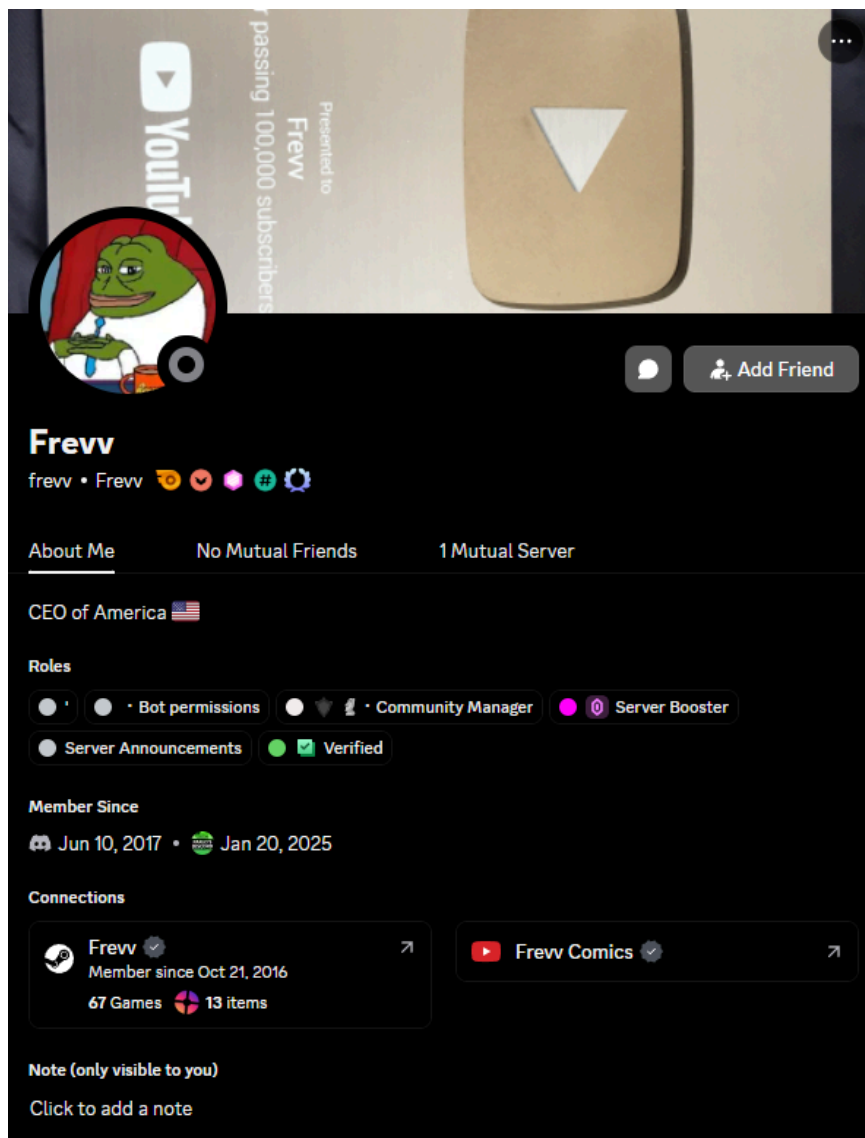 YouTu
r passing 100,000 subscribers
Presented to
Frevv
Frevv
frevv • Frevv
About Me
No Mutual Friends
1 Mutual Server
CEO of America 🇺🇸
Roles
' · Bot permissions · Community Manager Server Booster
Server Announcements Verified
Member Since
Jun 10, 2017 • Jan 20, 2025
Connections
Frevv
Member since Oct 21, 2016
67 Games 13 items
Frevv Comics
Note (only visible to you)
Click to add a note
Add Friend